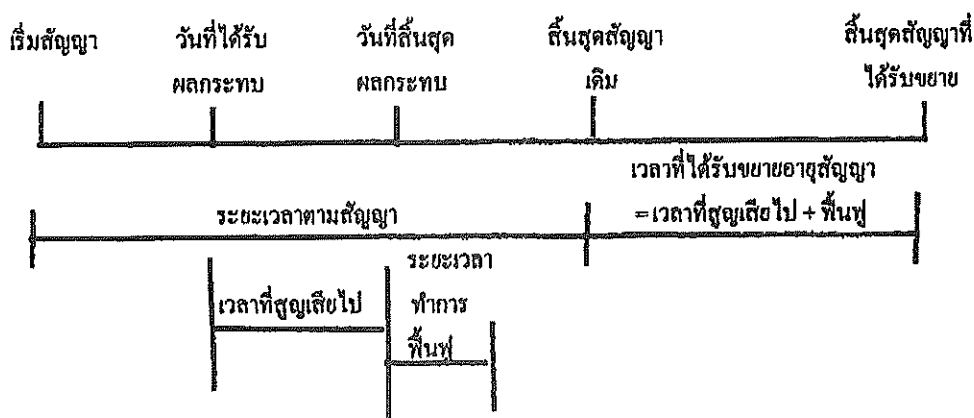 เริ่มสัญญา
วันที่ได้รับ
ผลกระทบ
วันที่สิ้นสุด
ผลกระทบ
สิ้นสุดสัญญา
เดิม
สิ้นสุดสัญญาที่
ได้รับขยาย
เวลาที่ได้รับขยายอายุสัญญา
=เวลาที่สูญเสียไป + ฟื้นฟู
ระยะเวลาตามสัญญา
เวลาที่สูญเสียไป
ระยะเวลา
ทำการ
ฟื้นฟู